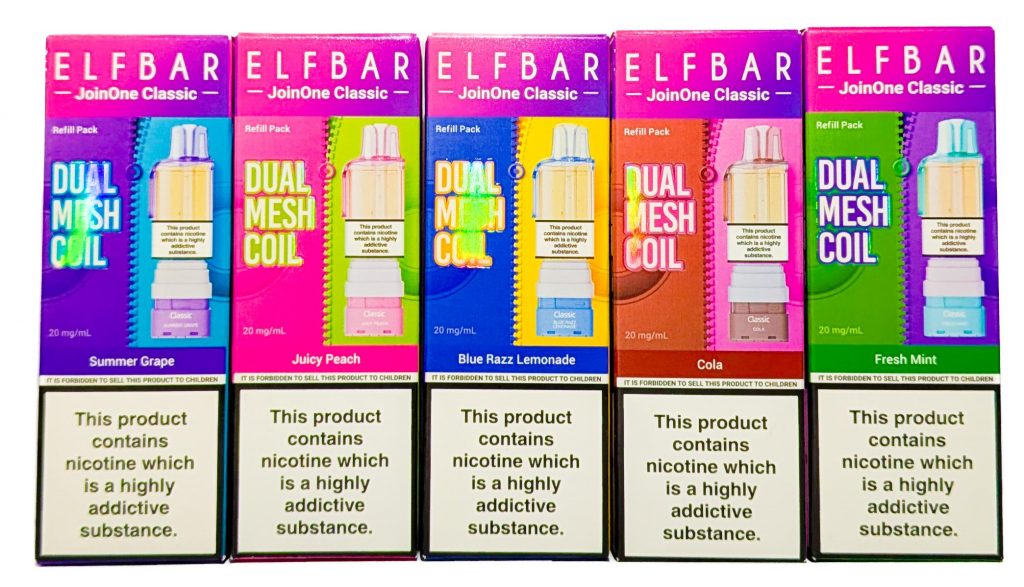 ELFBAR
JoinOne Classic
Refill Pack
DUAL
MESH
COIL
This product
contains nicotine
which is a highly
addictive
substance.
Classic
SUMMER GRAPE
20 mg/mL
Summer Grape
IT IS FORBIDDEN TO SELL THIS PRODUCT TO CHILDREN
This product
contains
nicotine which
is a highly
addictive
substance.
ELFBAR
JoinOne Classic
Refill Pack
DUAL
MESH
COIL
This product
contains nicotine
which is a highly
addictive
substance.
Classic
JUICY PEACH
20 mg/mL
Juicy Peach
IT IS FORBIDDEN TO SELL THIS PRODUCT TO CHILDREN
This product
contains
nicotine which
is a highly
addictive
substance.
ELFBAR
JoinOne Classic
Refill Pack
DUAL
MESH
COIL
This product
contains nicotine
which is a highly
addictive
substance.
Classic
BLUE RAZZ
LEMONADE
20 mg/mL
Blue Razz Lemonade
IT IS FORBIDDEN TO SELL THIS PRODUCT TO CHILDREN
This product
contains
nicotine which
is a highly
addictive
substance.
ELFBAR
JoinOne Classic
Refill Pack
DUAL
MESH
COIL
This product
contains nicotine
which is a highly
addictive
substance.
Classic
COLA
20 mg/mL
Cola
IT IS FORBIDDEN TO SELL THIS PRODUCT TO CHILDREN
This product
contains
nicotine which
is a highly
addictive
substance.
ELFBAR
JoinOne Classic
Refill Pack
DUAL
MESH
COIL
This product
contains nicotine
which is a highly
addictive
substance.
Classic
20 mg/mL
Fresh Mint
IT IS FORBIDDEN TO SELL THIS PRODUCT TO CHILDREN
This product
contains
nicotine which
is a highly
addictive
substance.